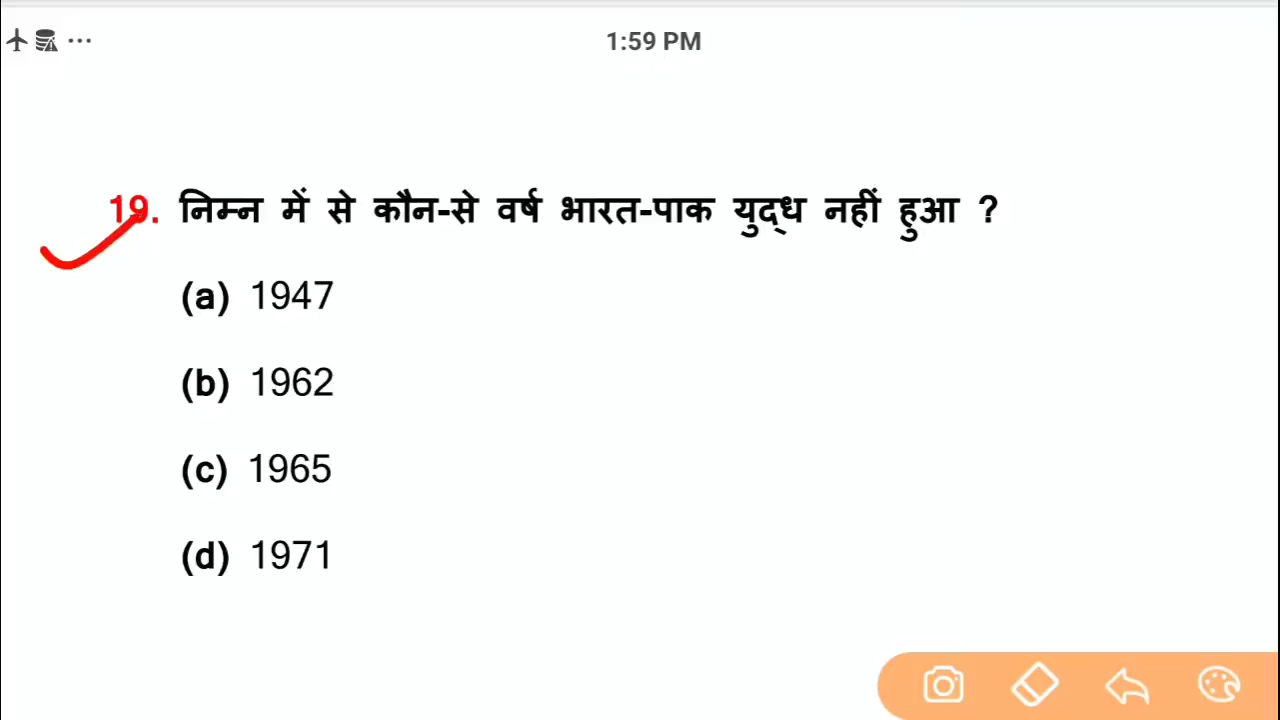 1:59 PM
19. निम्न में से कौन-से वर्ष भारत-पाक युद्ध नहीं हुआ ?
(a) 1947
(b) 1962
(c) 1965
(d) 1971